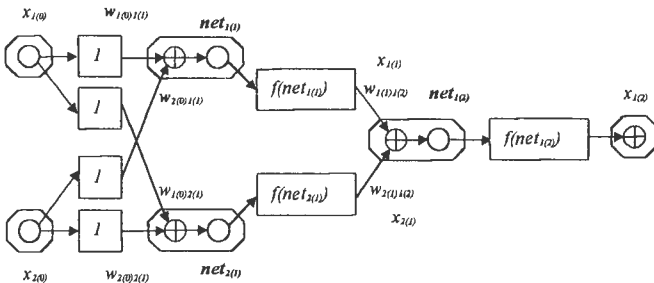 x1(0)
w1(0)1(1)
net1(1)
1
1
w2(0)1(1)
f(net1(1))
x1(1)
w1(1)1(2)
net1(2)
f(net1(2))
x1(2)
1
1
w1(0)2(1)
f(net2(1))
w2(1)1(2)
x2(1)
x2(0)
w2(0)2(1)
net2(1)